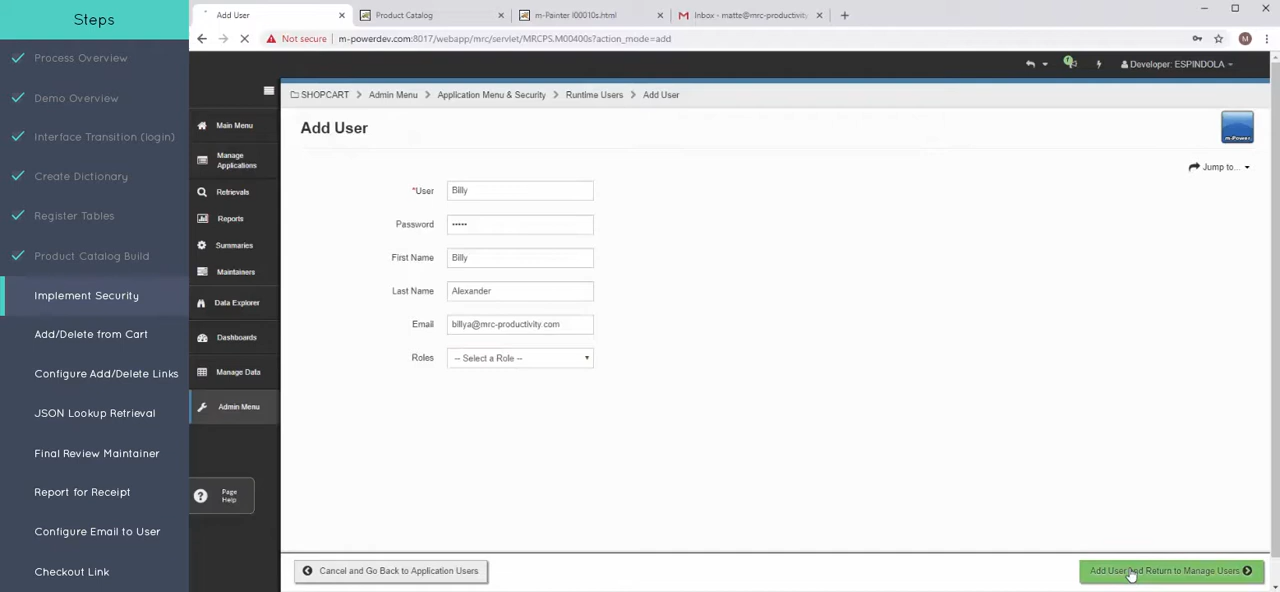 Steps
Process Overview
Demo Overview
Interface Transition (login)
Create Dictionary
Register Tables
Product Catalog Build
Implement Security
Add/Delete from Cart
Configure Add/Delete Links
JSON Lookup Retrieval
Final Review Maintainer
Report for Receipt
Configure Email to User
Checkout Link
Add User
Product Catalog
m-Painter I00010s.html
Inbox - matte@mrc-productivity
Not secure
m-powerdev.com:8017/webapp/mrc/servlet/MRCPS.M00400s?action_mode=add
M
Developer: ESPINDOLA
SHOPCART > Admin Menu > Application Menu & Security > Runtime Users > Add User
Main Menu
Manage
Applications
Retrievals
Reports
Summaries
Maintainers
Data Explorer
Dashboards
Manage Data
Admin Menu
Page
Help
Add User
m-Power
Jump to...
*User Billy
Password •••••
First Name Billy
Last Name Alexander
Email billya@mrc-productivity.com
Roles -- Select a Role --
Cancel and Go Back to Application Users
Add User and Return to Manage Users